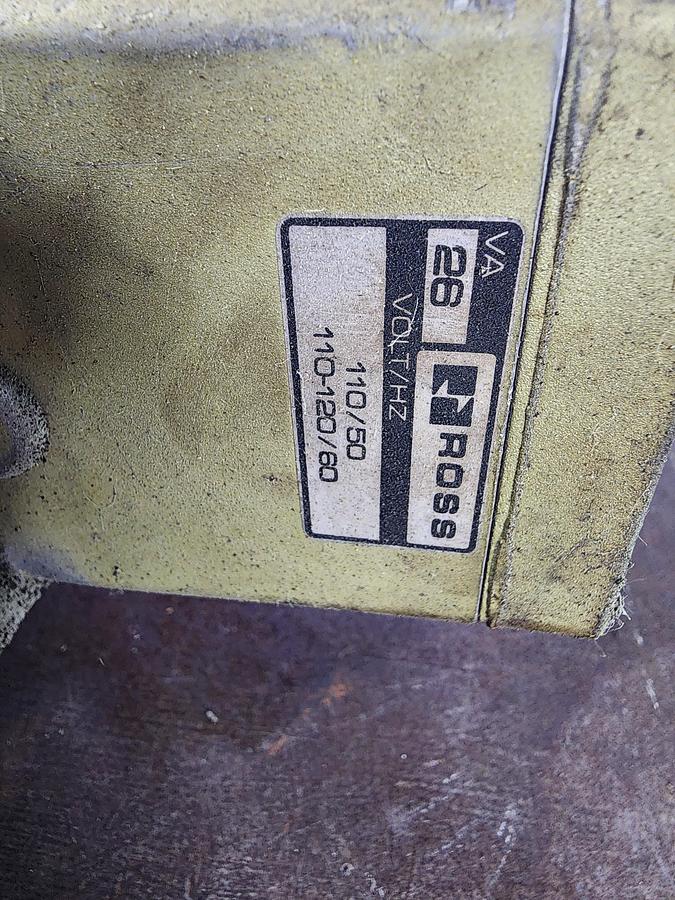 VA
26 ROSS
VOLT/HZ
110/50
110-120/60